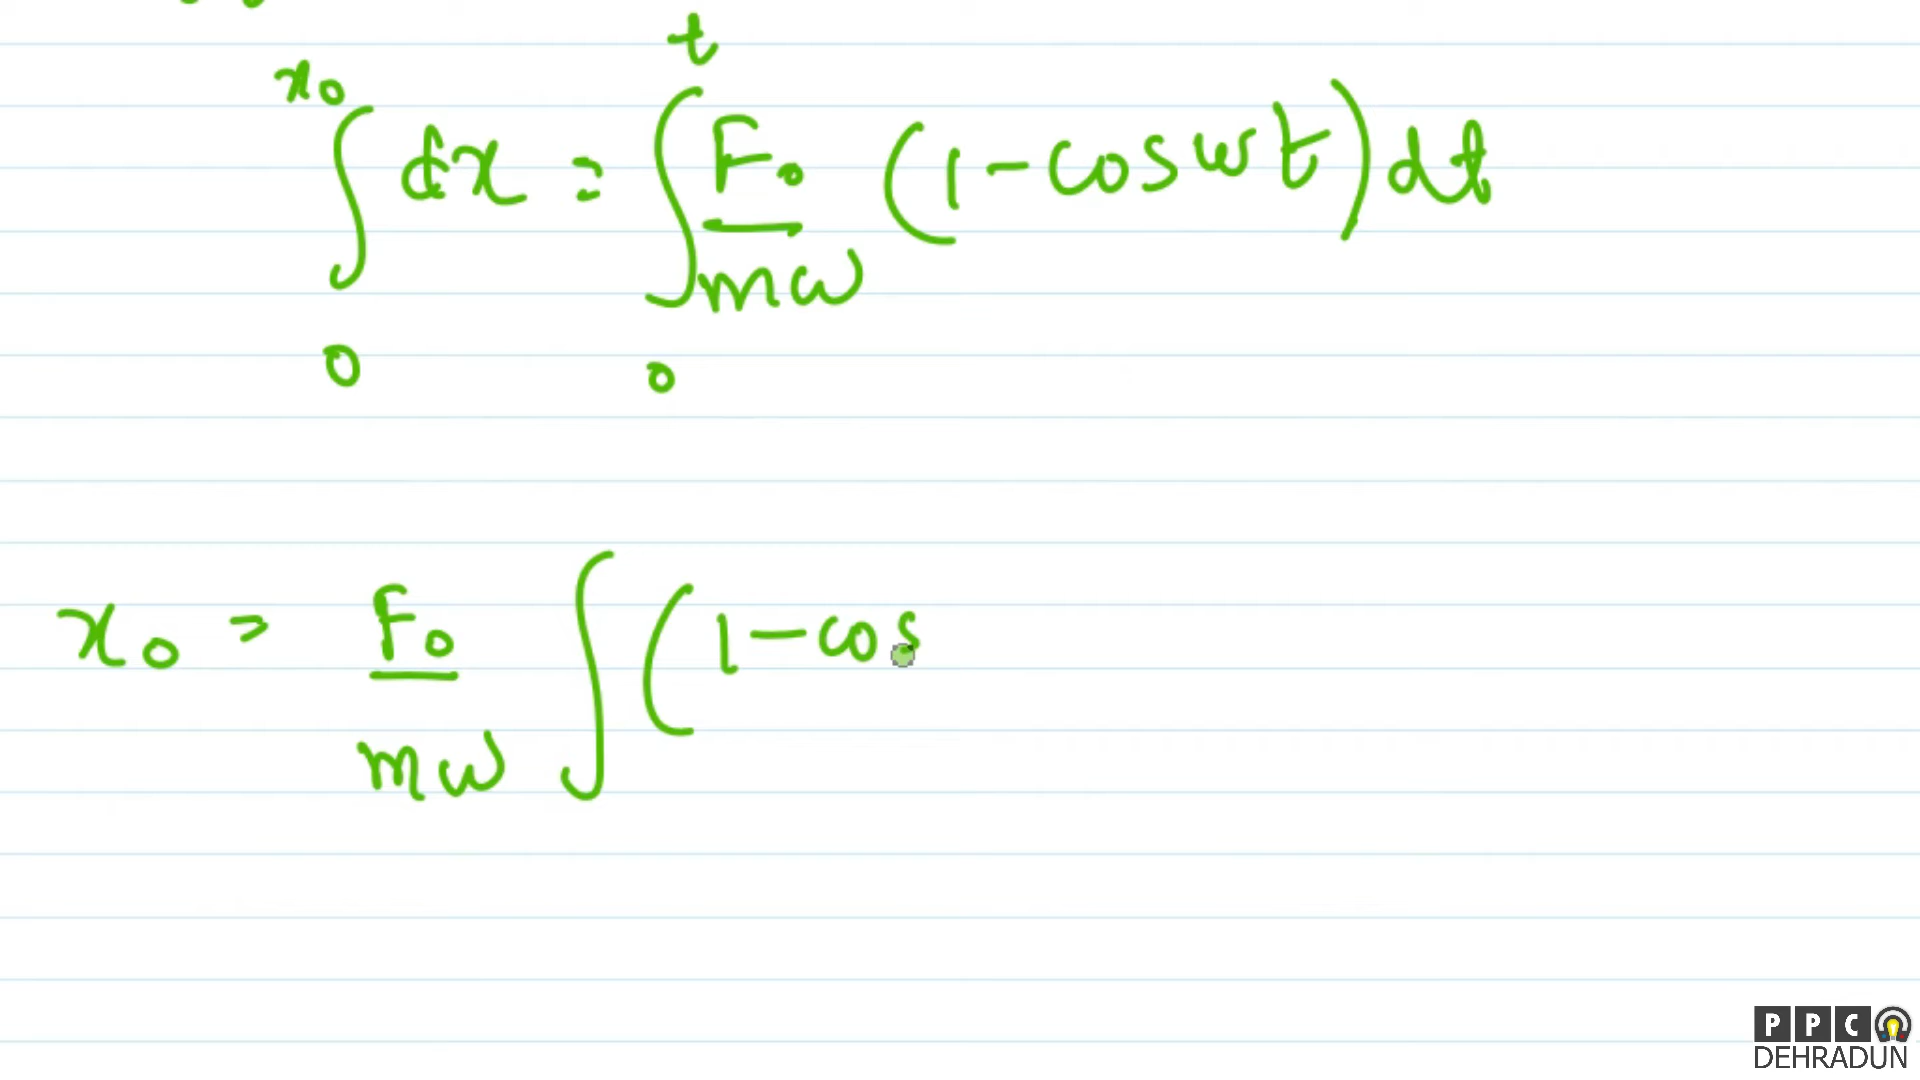 ∫₀^{x₀} dx = ∫₀^t F₀/mω (1 - cos ωt) dt
x₀ = F₀/mω ∫ (1 - cos
PPC
DEHRADUN